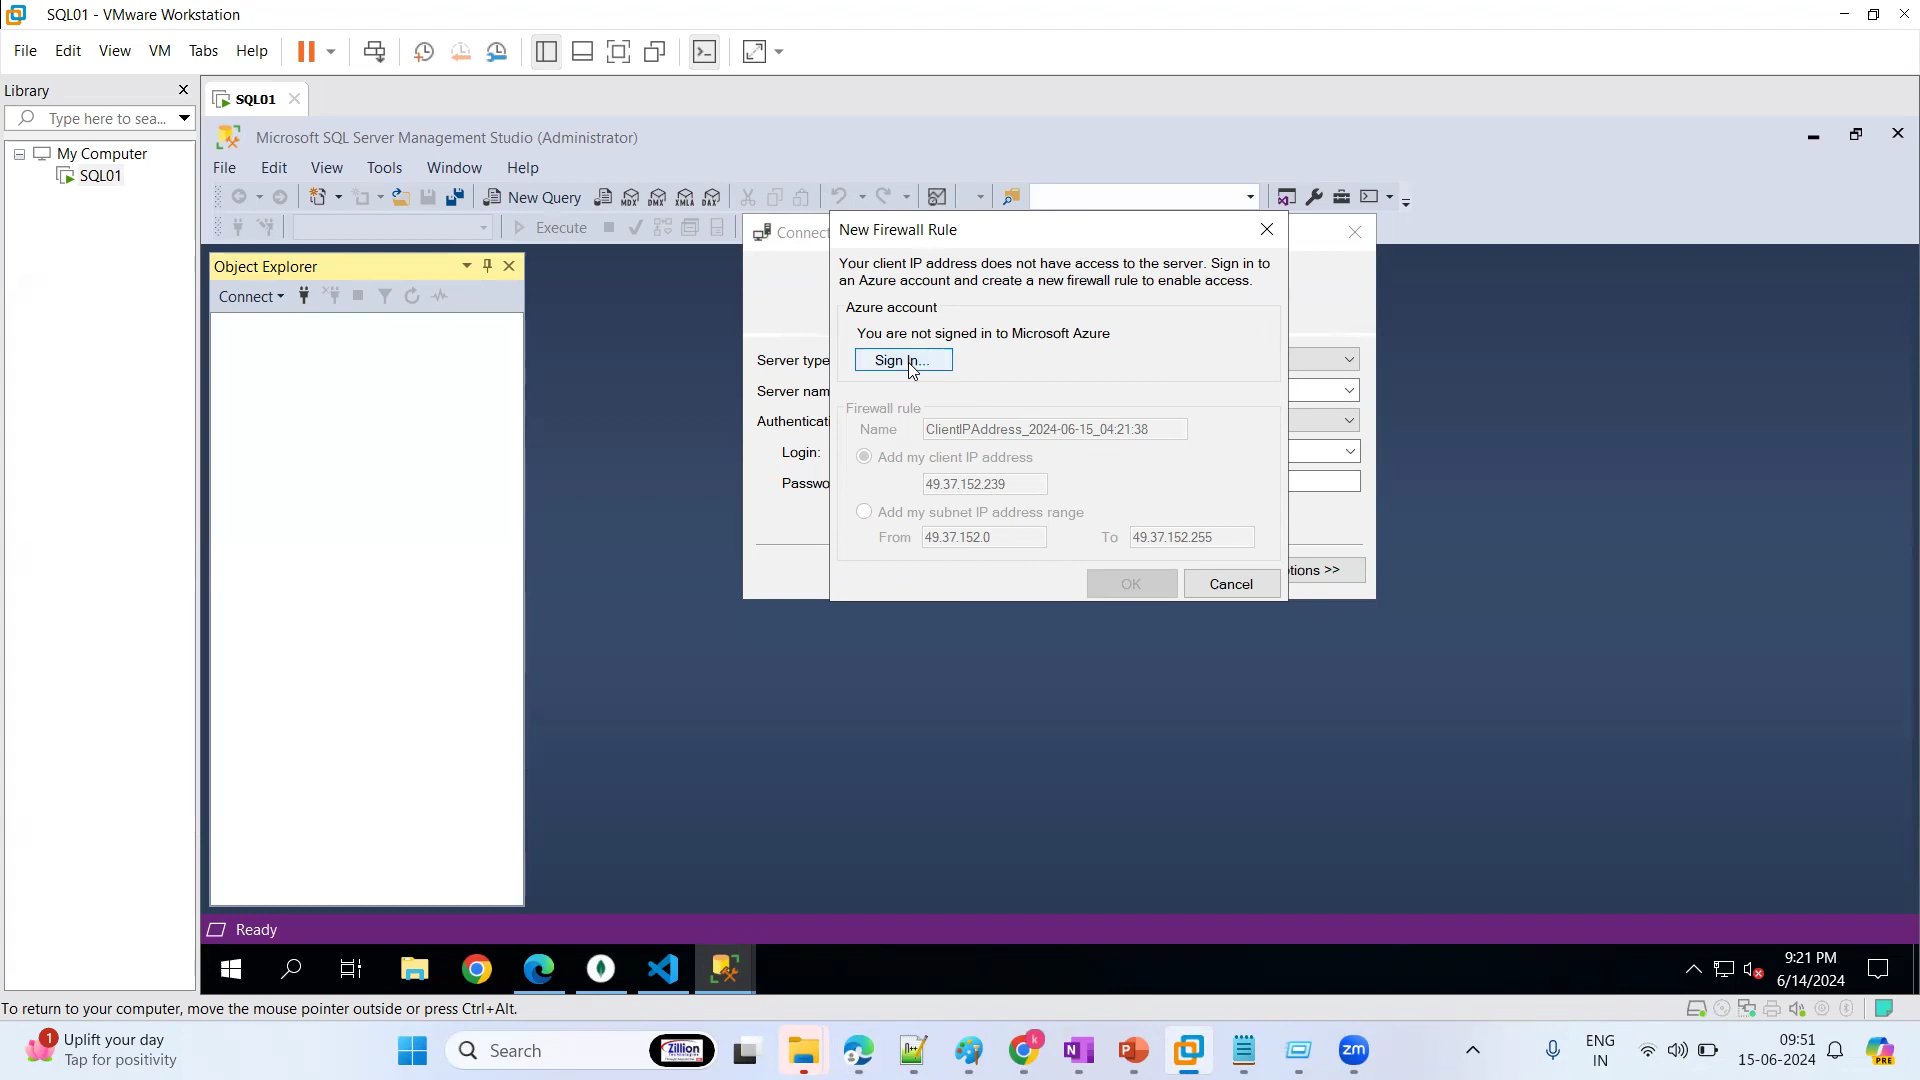 SQL01 - VMware Workstation
File Edit View VM Tabs Help
Library
Type here to sea...
My Computer
SQL01
SQL01
Microsoft SQL Server Management Studio (Administrator)
File Edit View Tools Window Help
New Query
MDX DMX XMLA DAX
Execute
Object Explorer
Connect
Connect
Server type
Server nam
Authenticati
Login:
Passwo
tions >>
New Firewall Rule
Your client IP address does not have access to the server. Sign in to
an Azure account and create a new firewall rule to enable access.
Azure account
You are not signed in to Microsoft Azure
Sign In...
Firewall rule
Name ClientIPAddress_2024-06-15_04:21:38
Add my client IP address
49.37.152.239
Add my subnet IP address range
From 49.37.152.0 To 49.37.152.255
OK Cancel
Ready
9:21 PM
6/14/2024
To return to your computer, move the mouse pointer outside or press Ctrl+Alt.
1
Uplift your day
Tap for positivity
Search
Zillion
k
N
P
zm
ENG
IN
09:51
15-06-2024
PRE